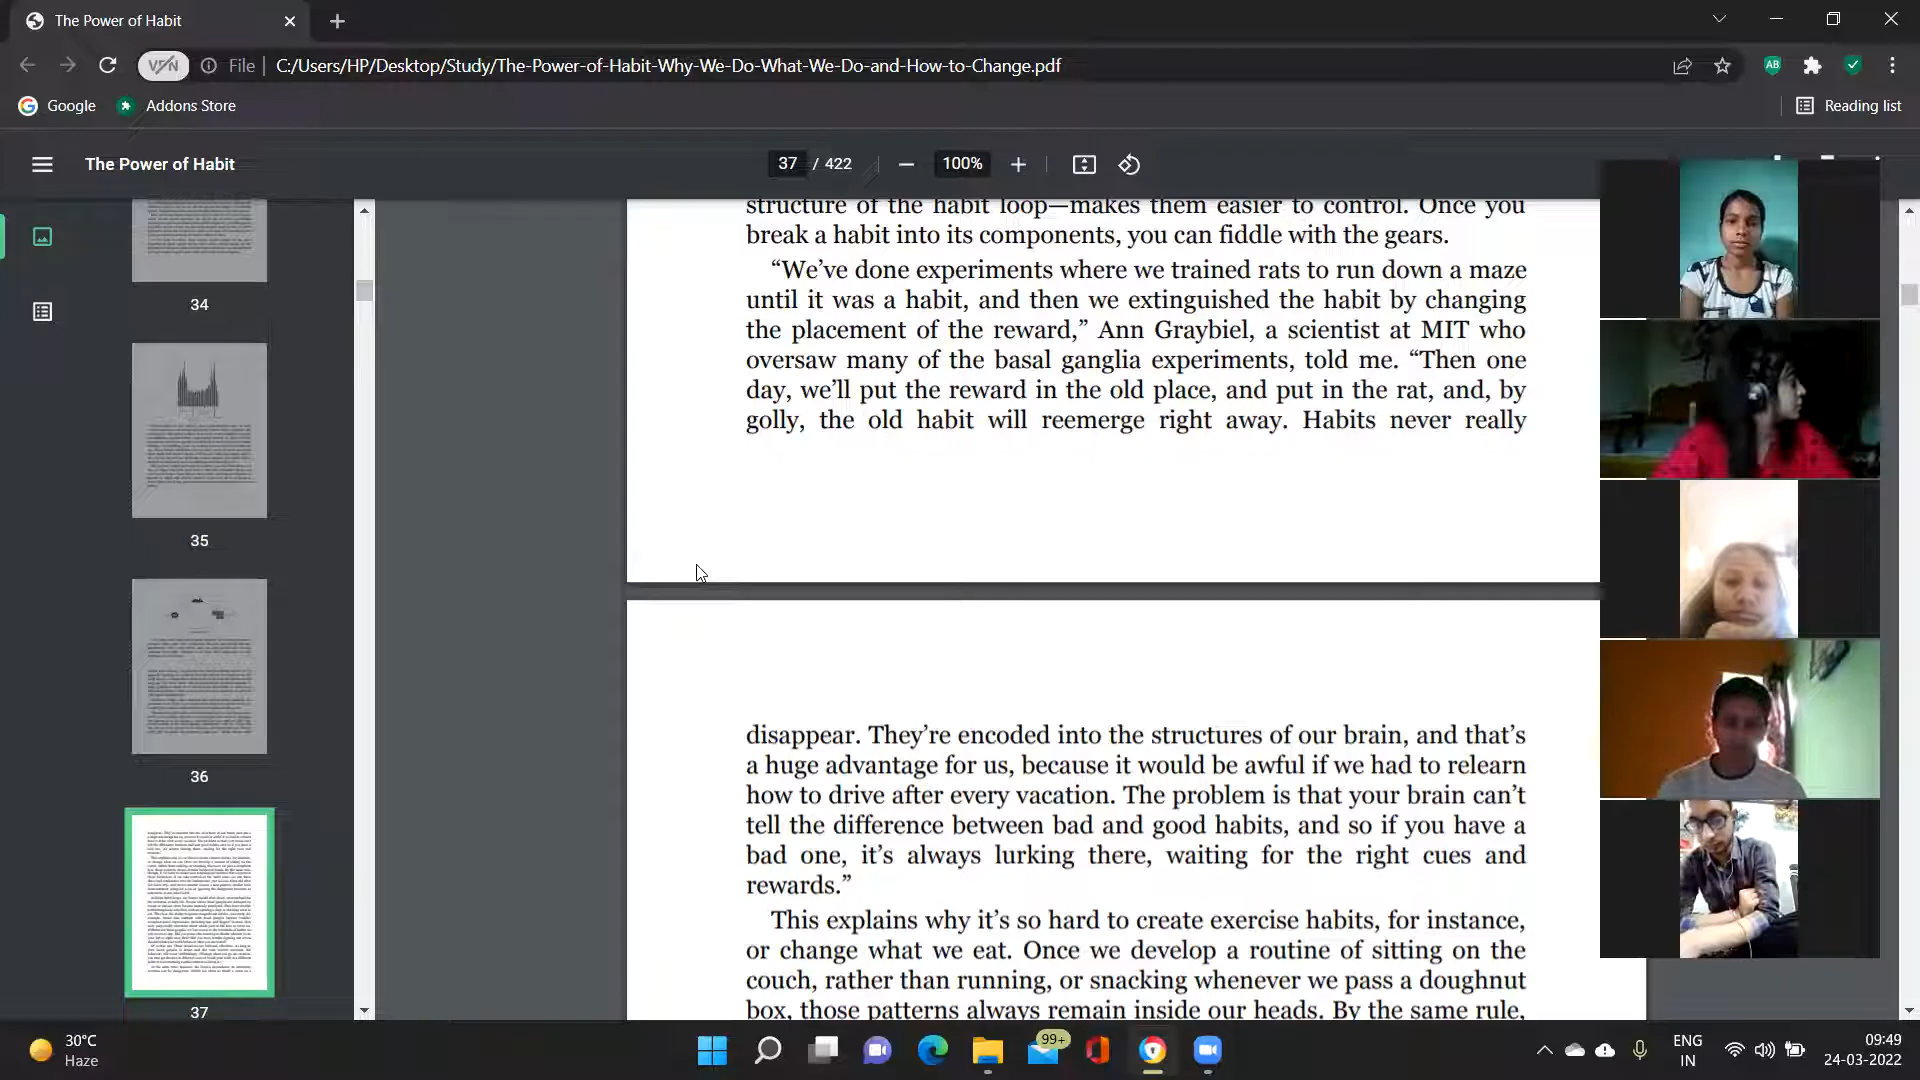 The Power of Habit
VPN
File
C:/Users/HP/Desktop/Study/The-Power-of-Habit-Why-We-Do-What-We-Do-and-How-to-Change.pdf
AB
Google
Addons Store
Reading list
The Power of Habit
37 / 422
100%
34
35
36
37
structure of the habit loop—makes them easier to control. Once you
break a habit into its components, you can fiddle with the gears.
“We’ve done experiments where we trained rats to run down a maze
until it was a habit, and then we extinguished the habit by changing
the placement of the reward,” Ann Graybiel, a scientist at MIT who
oversaw many of the basal ganglia experiments, told me. “Then one
day, we’ll put the reward in the old place, and put in the rat, and, by
golly, the old habit will reemerge right away. Habits never really
disappear. They’re encoded into the structures of our brain, and that’s
a huge advantage for us, because it would be awful if we had to relearn
how to drive after every vacation. The problem is that your brain can’t
tell the difference between bad and good habits, and so if you have a
bad one, it’s always lurking there, waiting for the right cues and
rewards.”
This explains why it’s so hard to create exercise habits, for instance,
or change what we eat. Once we develop a routine of sitting on the
couch, rather than running, or snacking whenever we pass a doughnut
box, those patterns always remain inside our heads. By the same rule,
30°C
Haze
99+
ENG
IN
09:49
24-03-2022